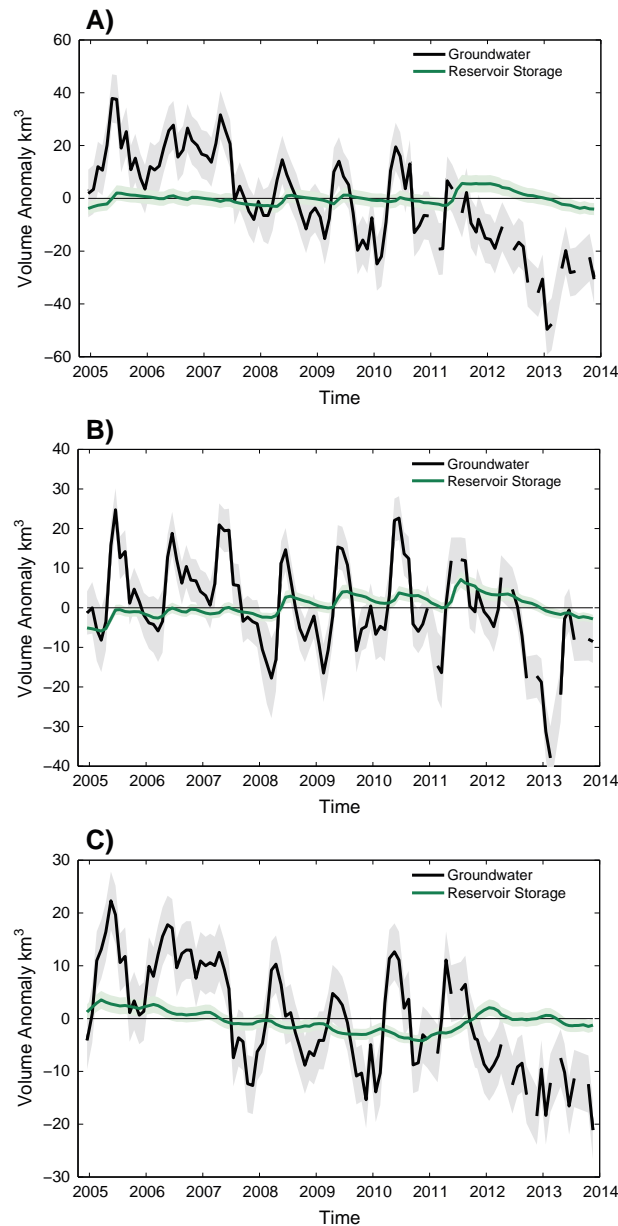 A)
60
40
20
0
−20
−40
−60
Volume Anomaly km³
Groundwater
Reservoir Storage
2005 2006 2007 2008 2009 2010 2011 2012 2013 2014
Time
B)
40
30
20
10
0
−10
−20
−30
−40
Volume Anomaly km³
Groundwater
Reservoir Storage
2005 2006 2007 2008 2009 2010 2011 2012 2013 2014
Time
C)
30
20
10
0
−10
−20
−30
Volume Anomaly km³
Groundwater
Reservoir Storage
2005 2006 2007 2008 2009 2010 2011 2012 2013 2014
Time